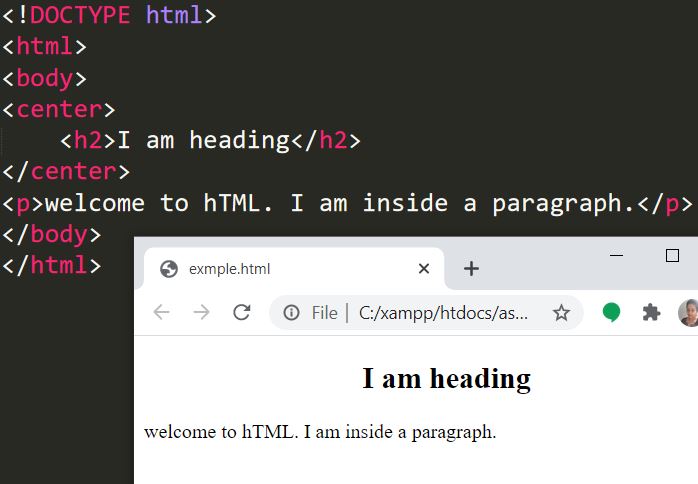 <!DOCTYPE html>
<html>
<body>
<center>
    <h2>I am heading</h2>
</center>
<p>welcome to hTML. I am inside a paragraph.</p>
</body>
</html>
exmple.html
File | C:/xampp/htdocs/as...
I am heading
welcome to hTML. I am inside a paragraph.